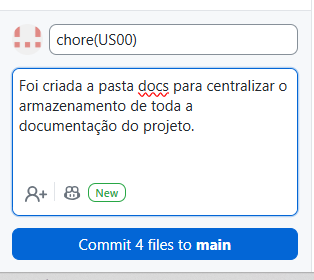 chore(US00)
Foi criada a pasta docs para centralizar o
armazenamento de toda a
documentação do projeto.
New
Commit 4 files to main